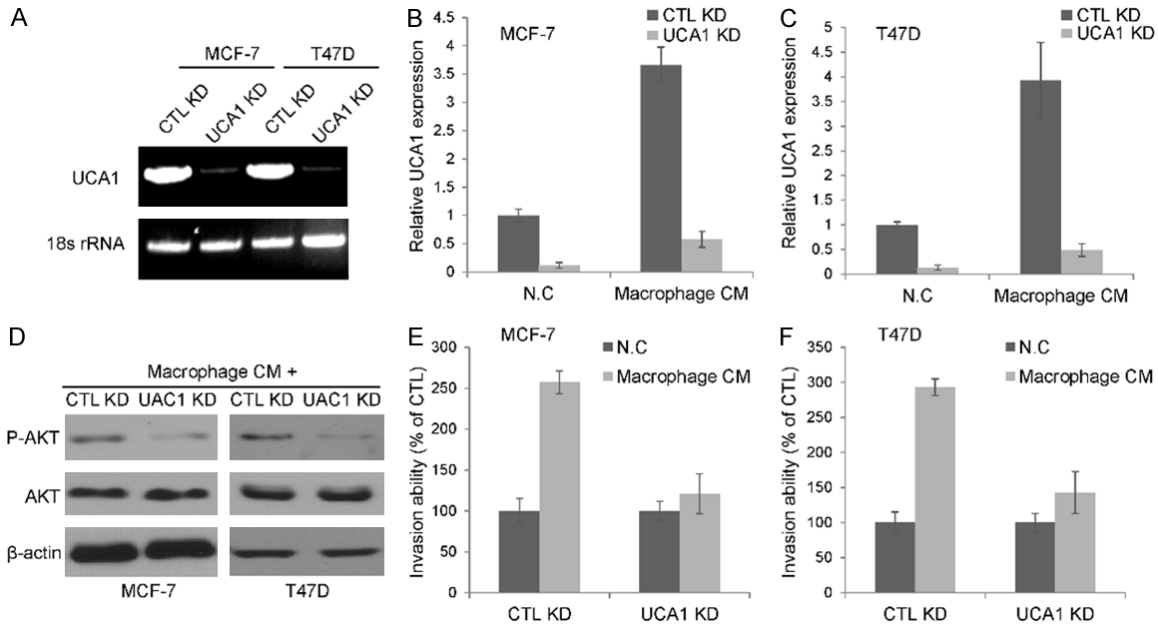 A
MCF-7 T47D
CTL KD UCA1 KD CTL KD UCA1 KD
UCA1
18s rRNA
B
MCF-7
CTL KD
UCA1 KD
Relative UCA1 expression
4.5
4
3.5
3
2.5
2
1.5
1
0.5
0
N.C Macrophage CM
C
T47D
CTL KD
UCA1 KD
Relative UCA1 expression
5
4.5
4
3.5
3
2.5
2
1.5
1
0.5
0
N.C Macrophage CM
D
Macrophage CM +
CTL KD UAC1 KD CTL KD UAC1 KD
P-AKT
AKT
β-actin
MCF-7 T47D
E
MCF-7
N.C
Macrophage CM
Invasion ability (% of CTL)
300
250
200
150
100
50
0
CTL KD UCA1 KD
F
T47D
N.C
Macrophage CM
Invasion ability (% of CTL)
350
300
250
200
150
100
50
0
CTL KD UCA1 KD